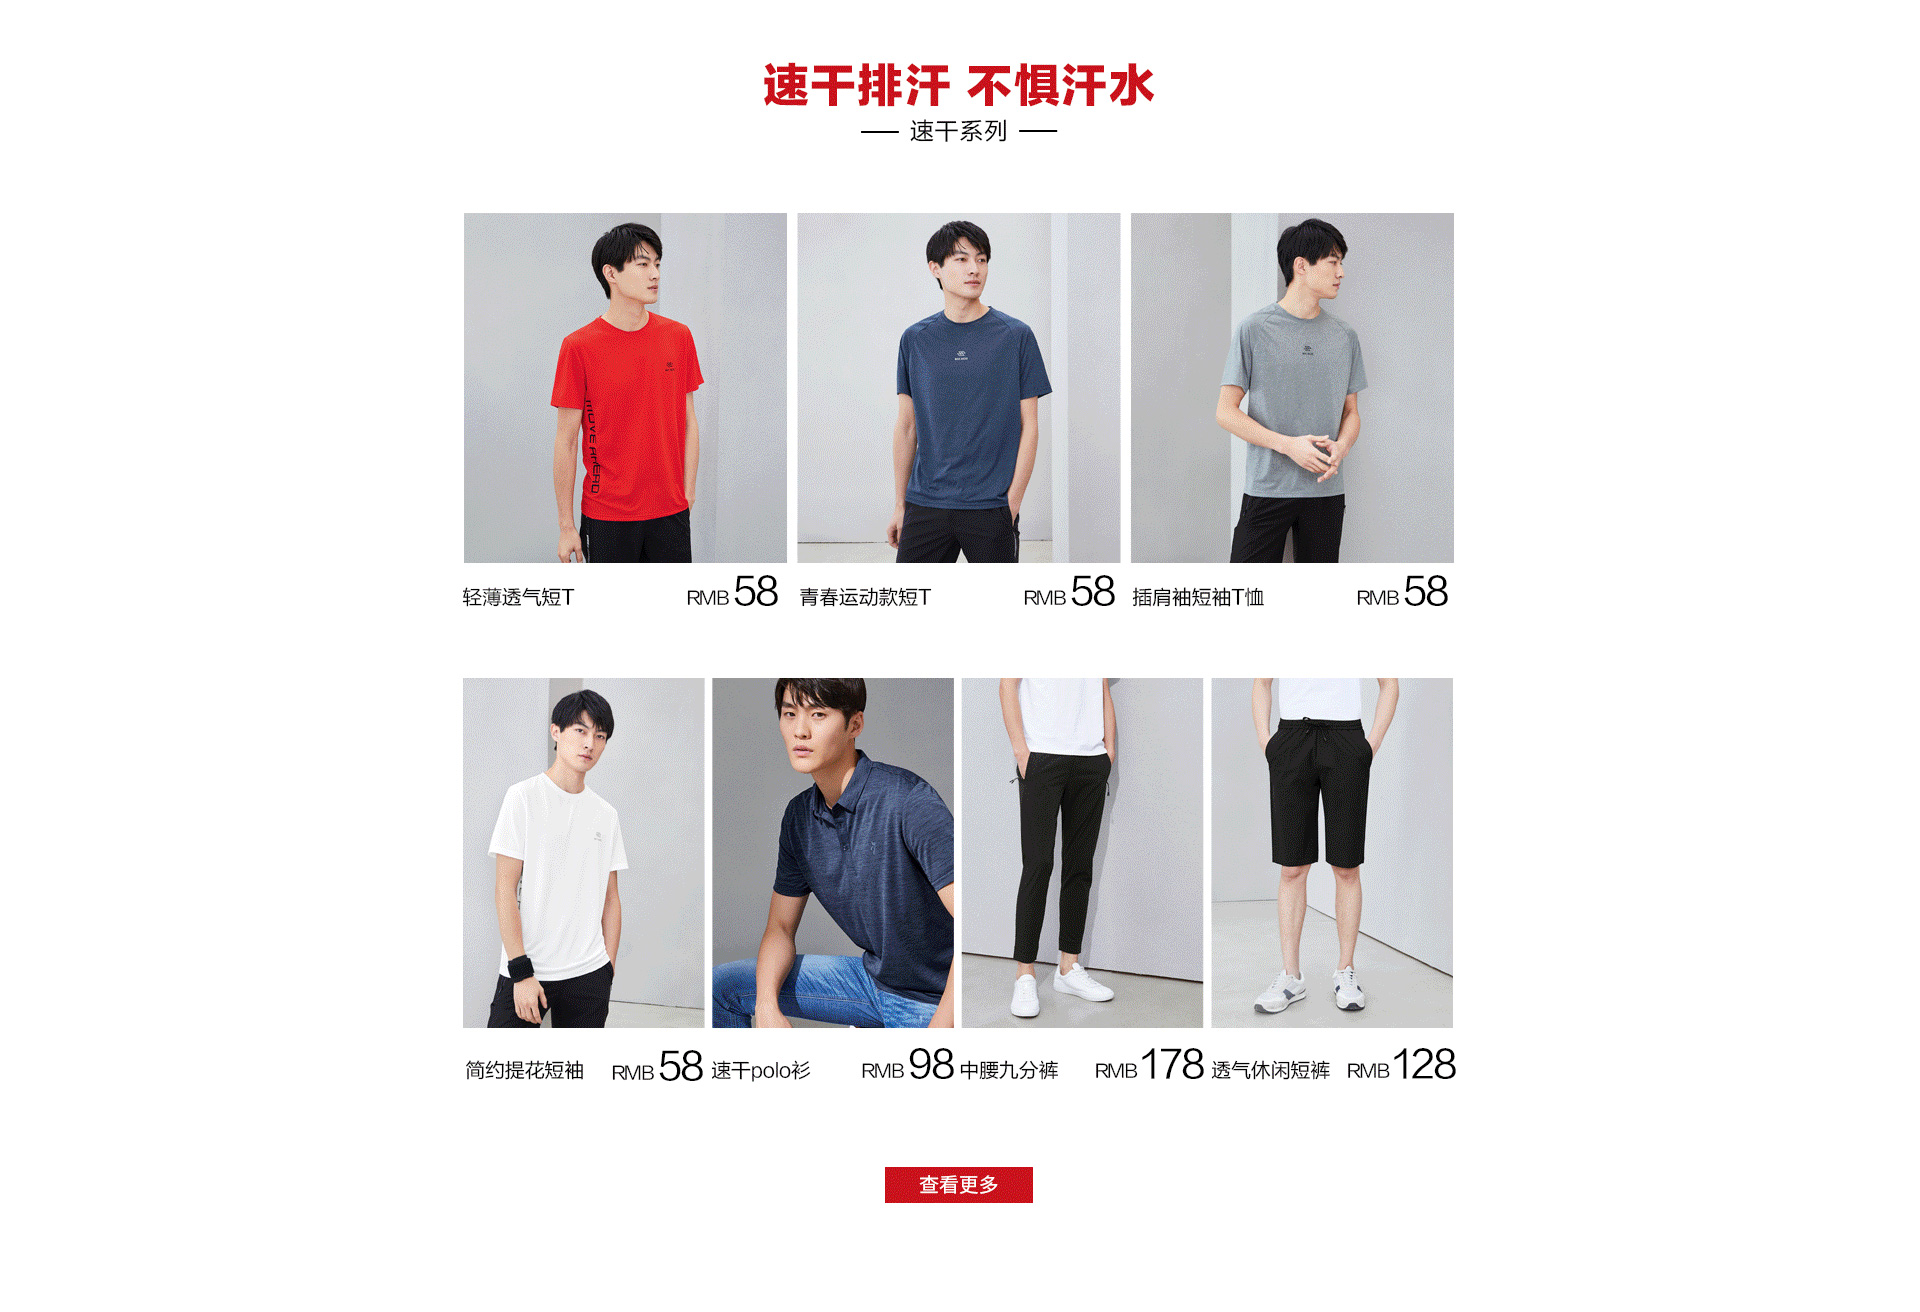 速干排汗 不惧汗水
速干系列
MOVE AHEAD
轻薄透气短T RMB 58
青春运动款短T RMB 58
插肩袖短袖T恤 RMB 58
简约提花短袖 RMB 58
速干polo衫 RMB 98
中腰九分裤 RMB 178
透气休闲短裤 RMB 128
查看更多